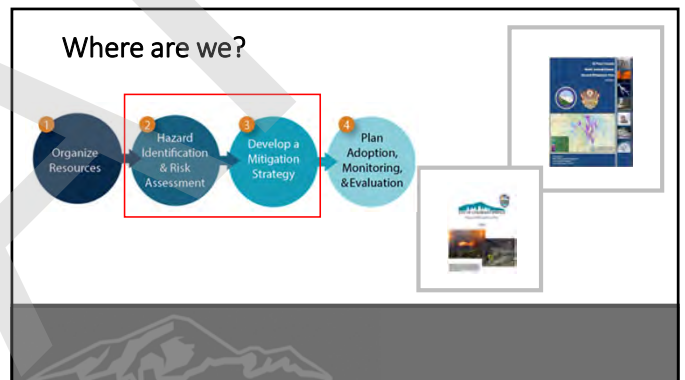 Where are we?
1
Organize
Resources
2
Hazard
Identification
& Risk
Assessment
3
Develop a
Mitigation
Strategy
4
Plan
Adoption,
Monitoring,
&Evaluation